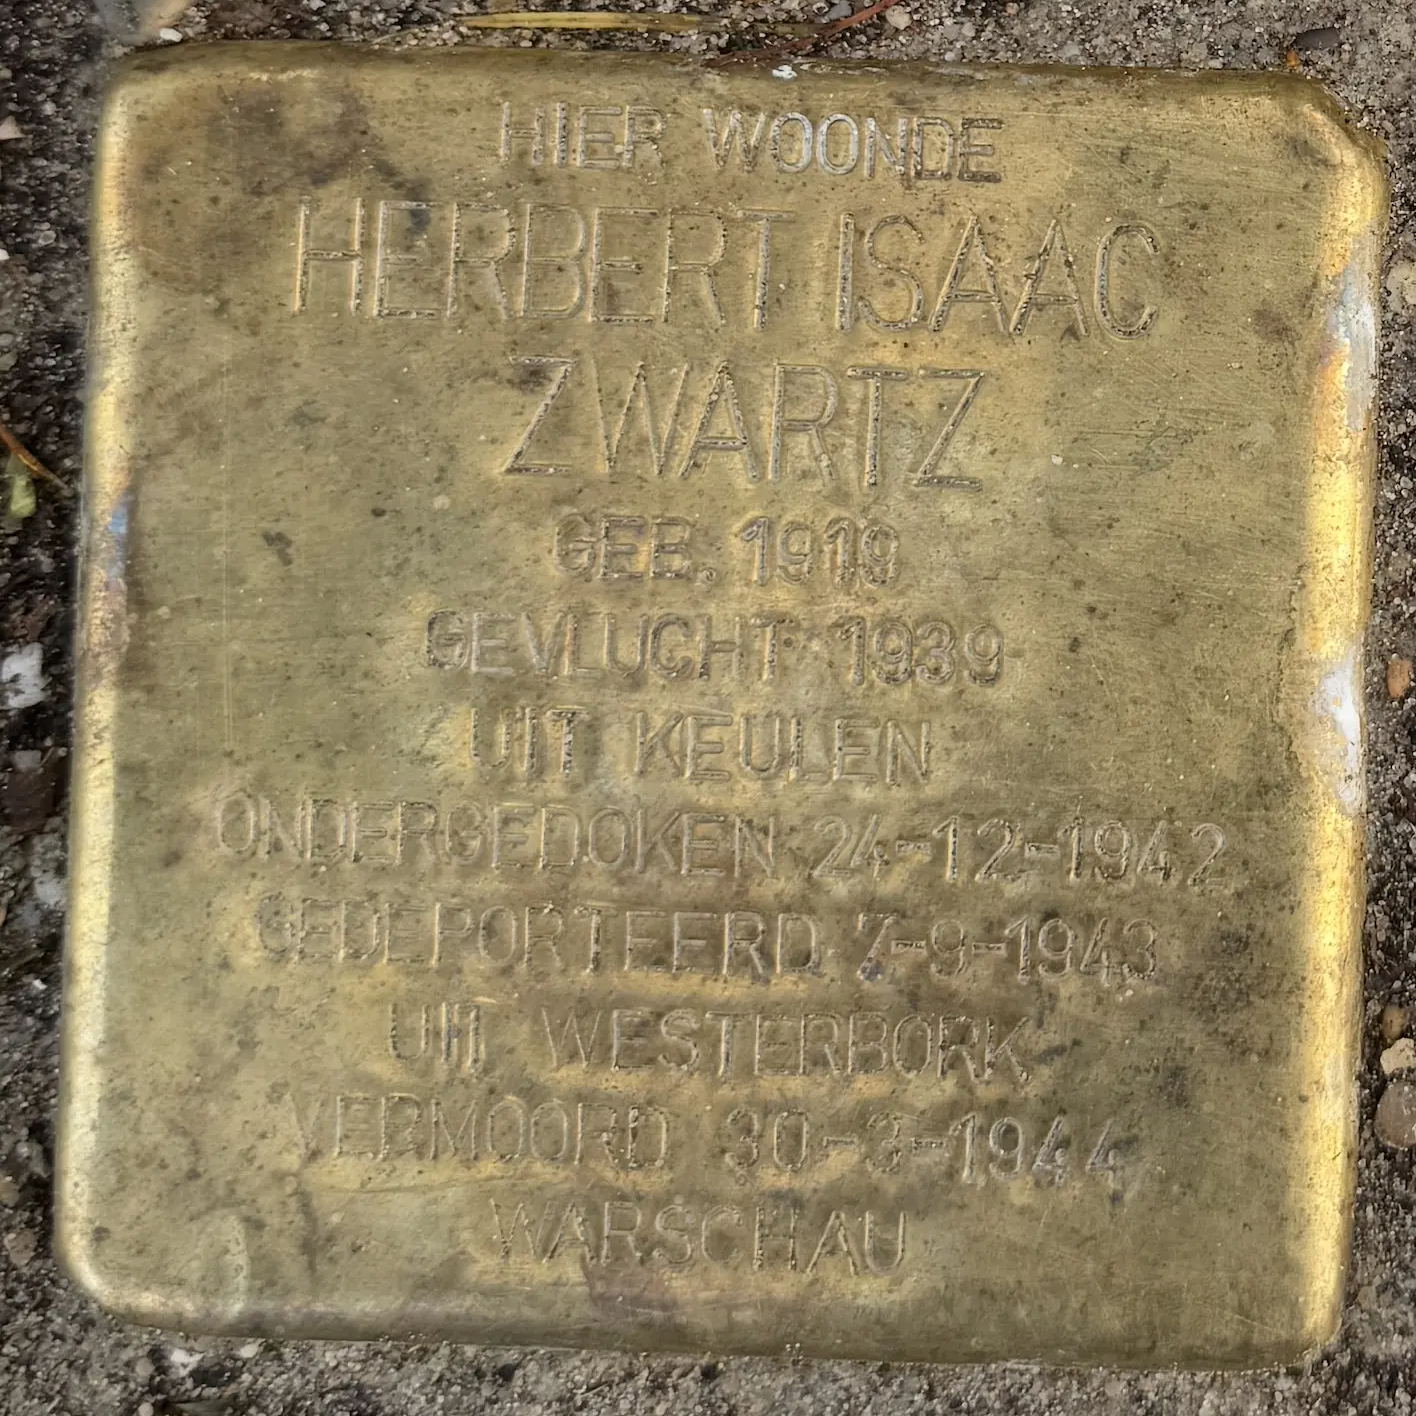 HIER WOONDE
HERBERT ISAAC
ZWARTZ
GEB. 1919
GEVLUCHT 1939
UIT KEULEN
ONDERGEDOKEN 24-12-1942
GEDEPORTEERD 7-9-1943
UIT WESTERBORK
VERMOORD 30-3-1944
WARSCHAU